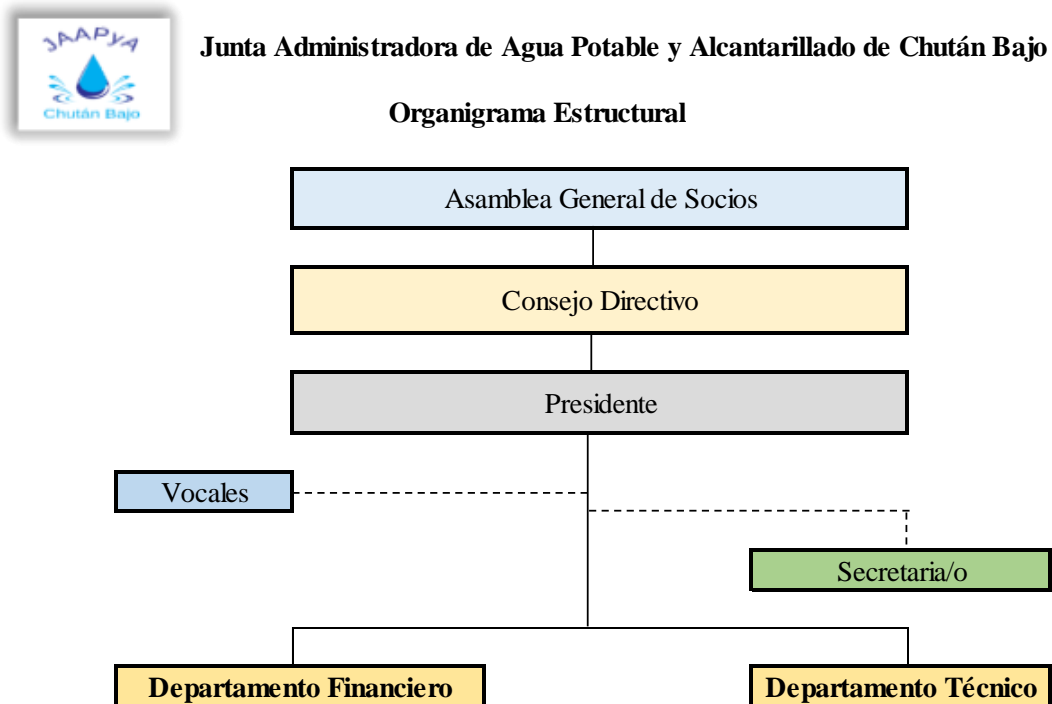 JAAPyA
Chután Bajo
Junta Administradora de Agua Potable y Alcantarillado de Chután Bajo
Organigrama Estructural
Asamblea General de Socios
Consejo Directivo
Presidente
Vocales
Secretaria/o
Departamento Financiero
Departamento Técnico